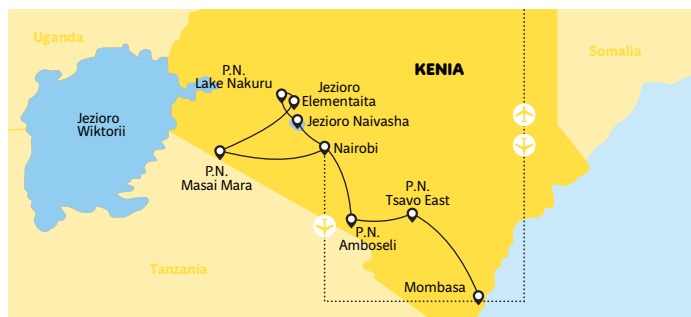 Uganda
Somalia
KENIA
P.N.
Lake Nakuru
Jezioro
Elementaita
Jezioro Naivasha
Jezioro
Wiktorii
Nairobi
P.N.
Masai Mara
P.N.
Tsavo East
P.N.
Amboseli
Tanzania
Mombasa